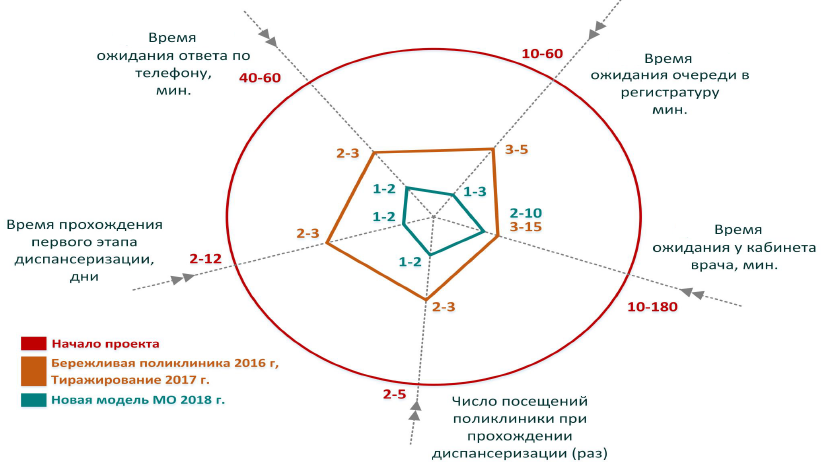 Время
ожидания ответа по
телефону,
мин.
40-60
10-60
Время
ожидания очереди в
регистратуру
мин.
2-3
3-5
1-2
1-3
Время прохождения
первого этапа
диспансеризации,
дни
2-12
2-3
1-2
2-10
3-15
Время
ожидания у кабинета
врача, мин.
10-180
1-2
2-3
Начало проекта
Бережливая поликлиника 2016 г,
Тиражирование 2017 г.
Новая модель МО 2018 г.
2-5
Число посещений
поликлиники при
прохождении
диспансеризации (раз)